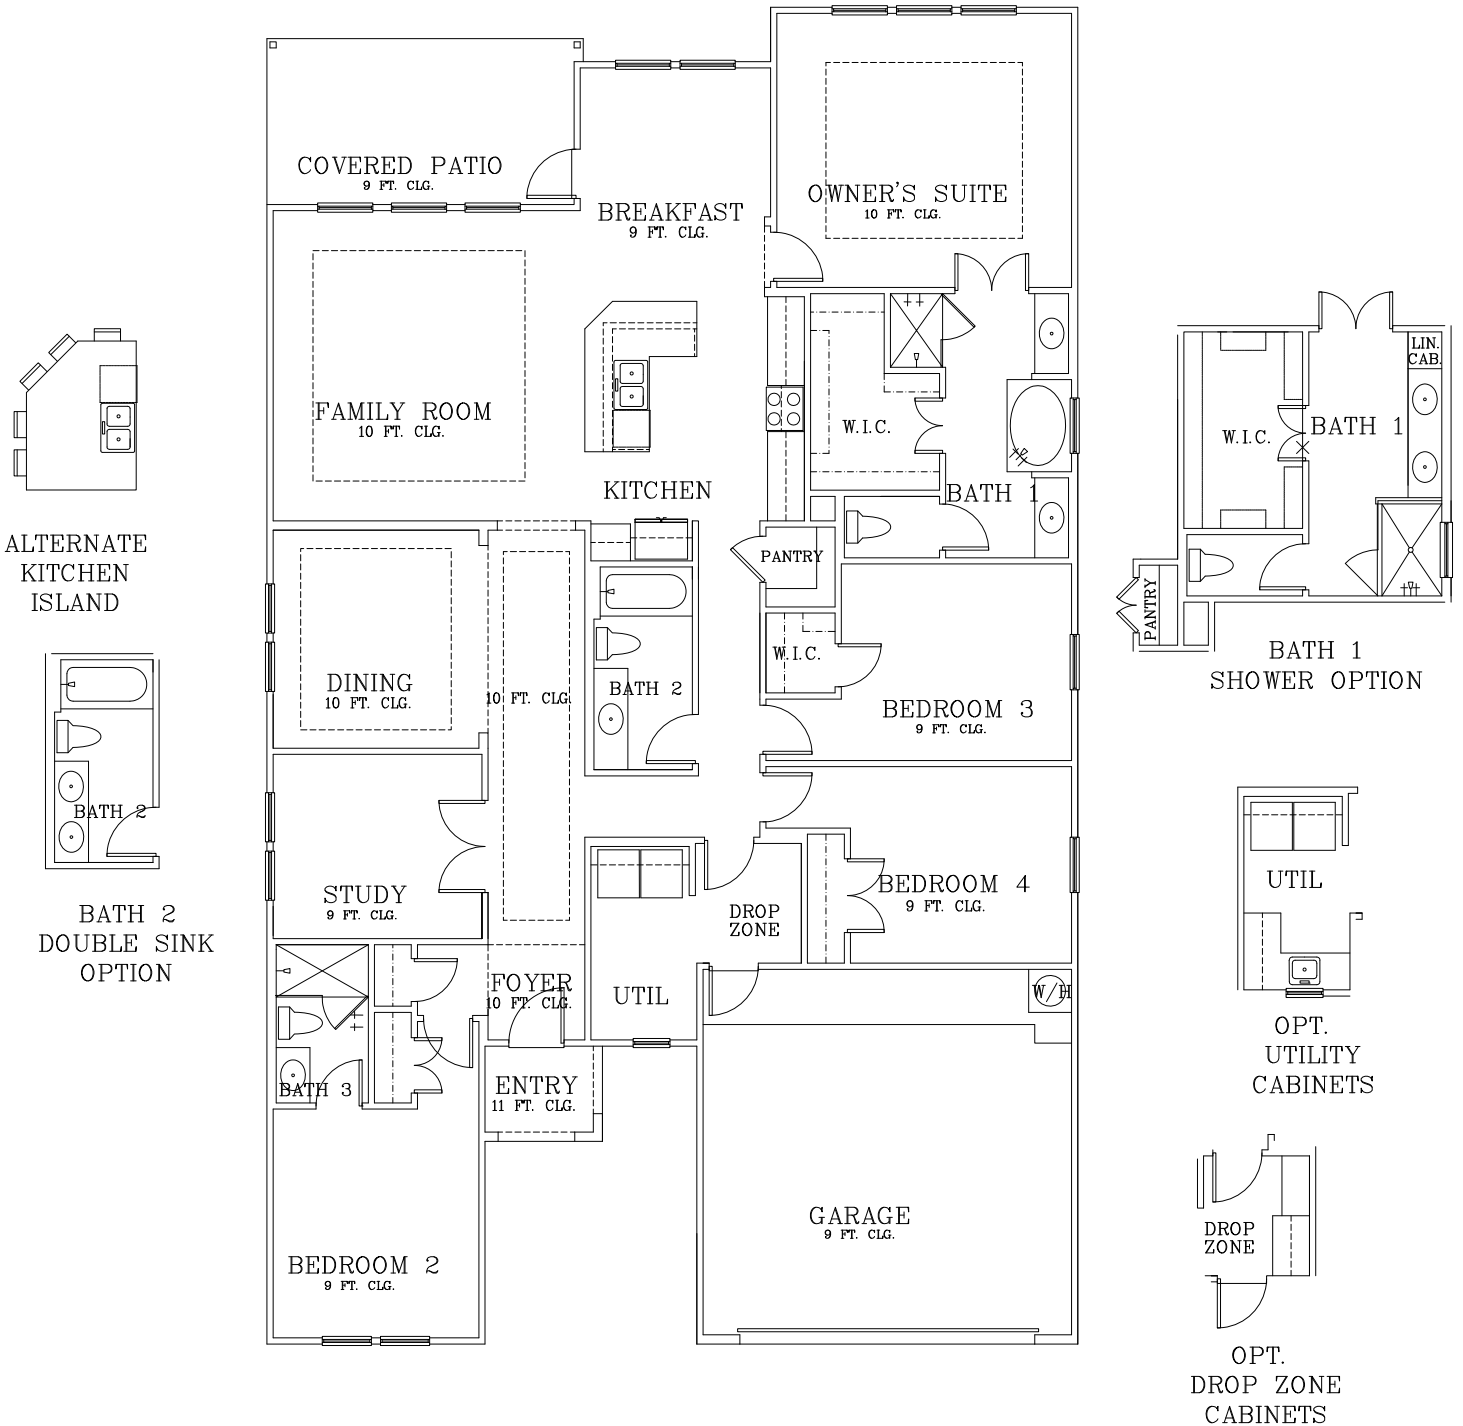 COVERED PATIO
9 FT. CLG.
OWNER'S SUITE
10 FT. CLG.
BREAKFAST
9 FT. CLG.
FAMILY ROOM
10 FT. CLG.
W.I.C.
KITCHEN
BATH 1
PANTRY
ALTERNATE
KITCHEN
ISLAND
LIN.
CAB.
W.I.C.
BATH 1
PANTRY
BATH 1
SHOWER OPTION
DINING
10 FT. CLG.
10 FT. CLG.
BATH 2
W.I.C.
BEDROOM 3
9 FT. CLG.
BATH 2
BATH 2
DOUBLE SINK
OPTION
STUDY
9 FT. CLG.
BEDROOM 4
9 FT. CLG.
DROP
ZONE
UTIL
OPT.
UTILITY
CABINETS
FOYER
10 FT. CLG.
UTIL
W/H
BATH 3
ENTRY
11 FT. CLG.
GARAGE
9 FT. CLG.
BEDROOM 2
9 FT. CLG.
DROP
ZONE
OPT.
DROP ZONE
CABINETS